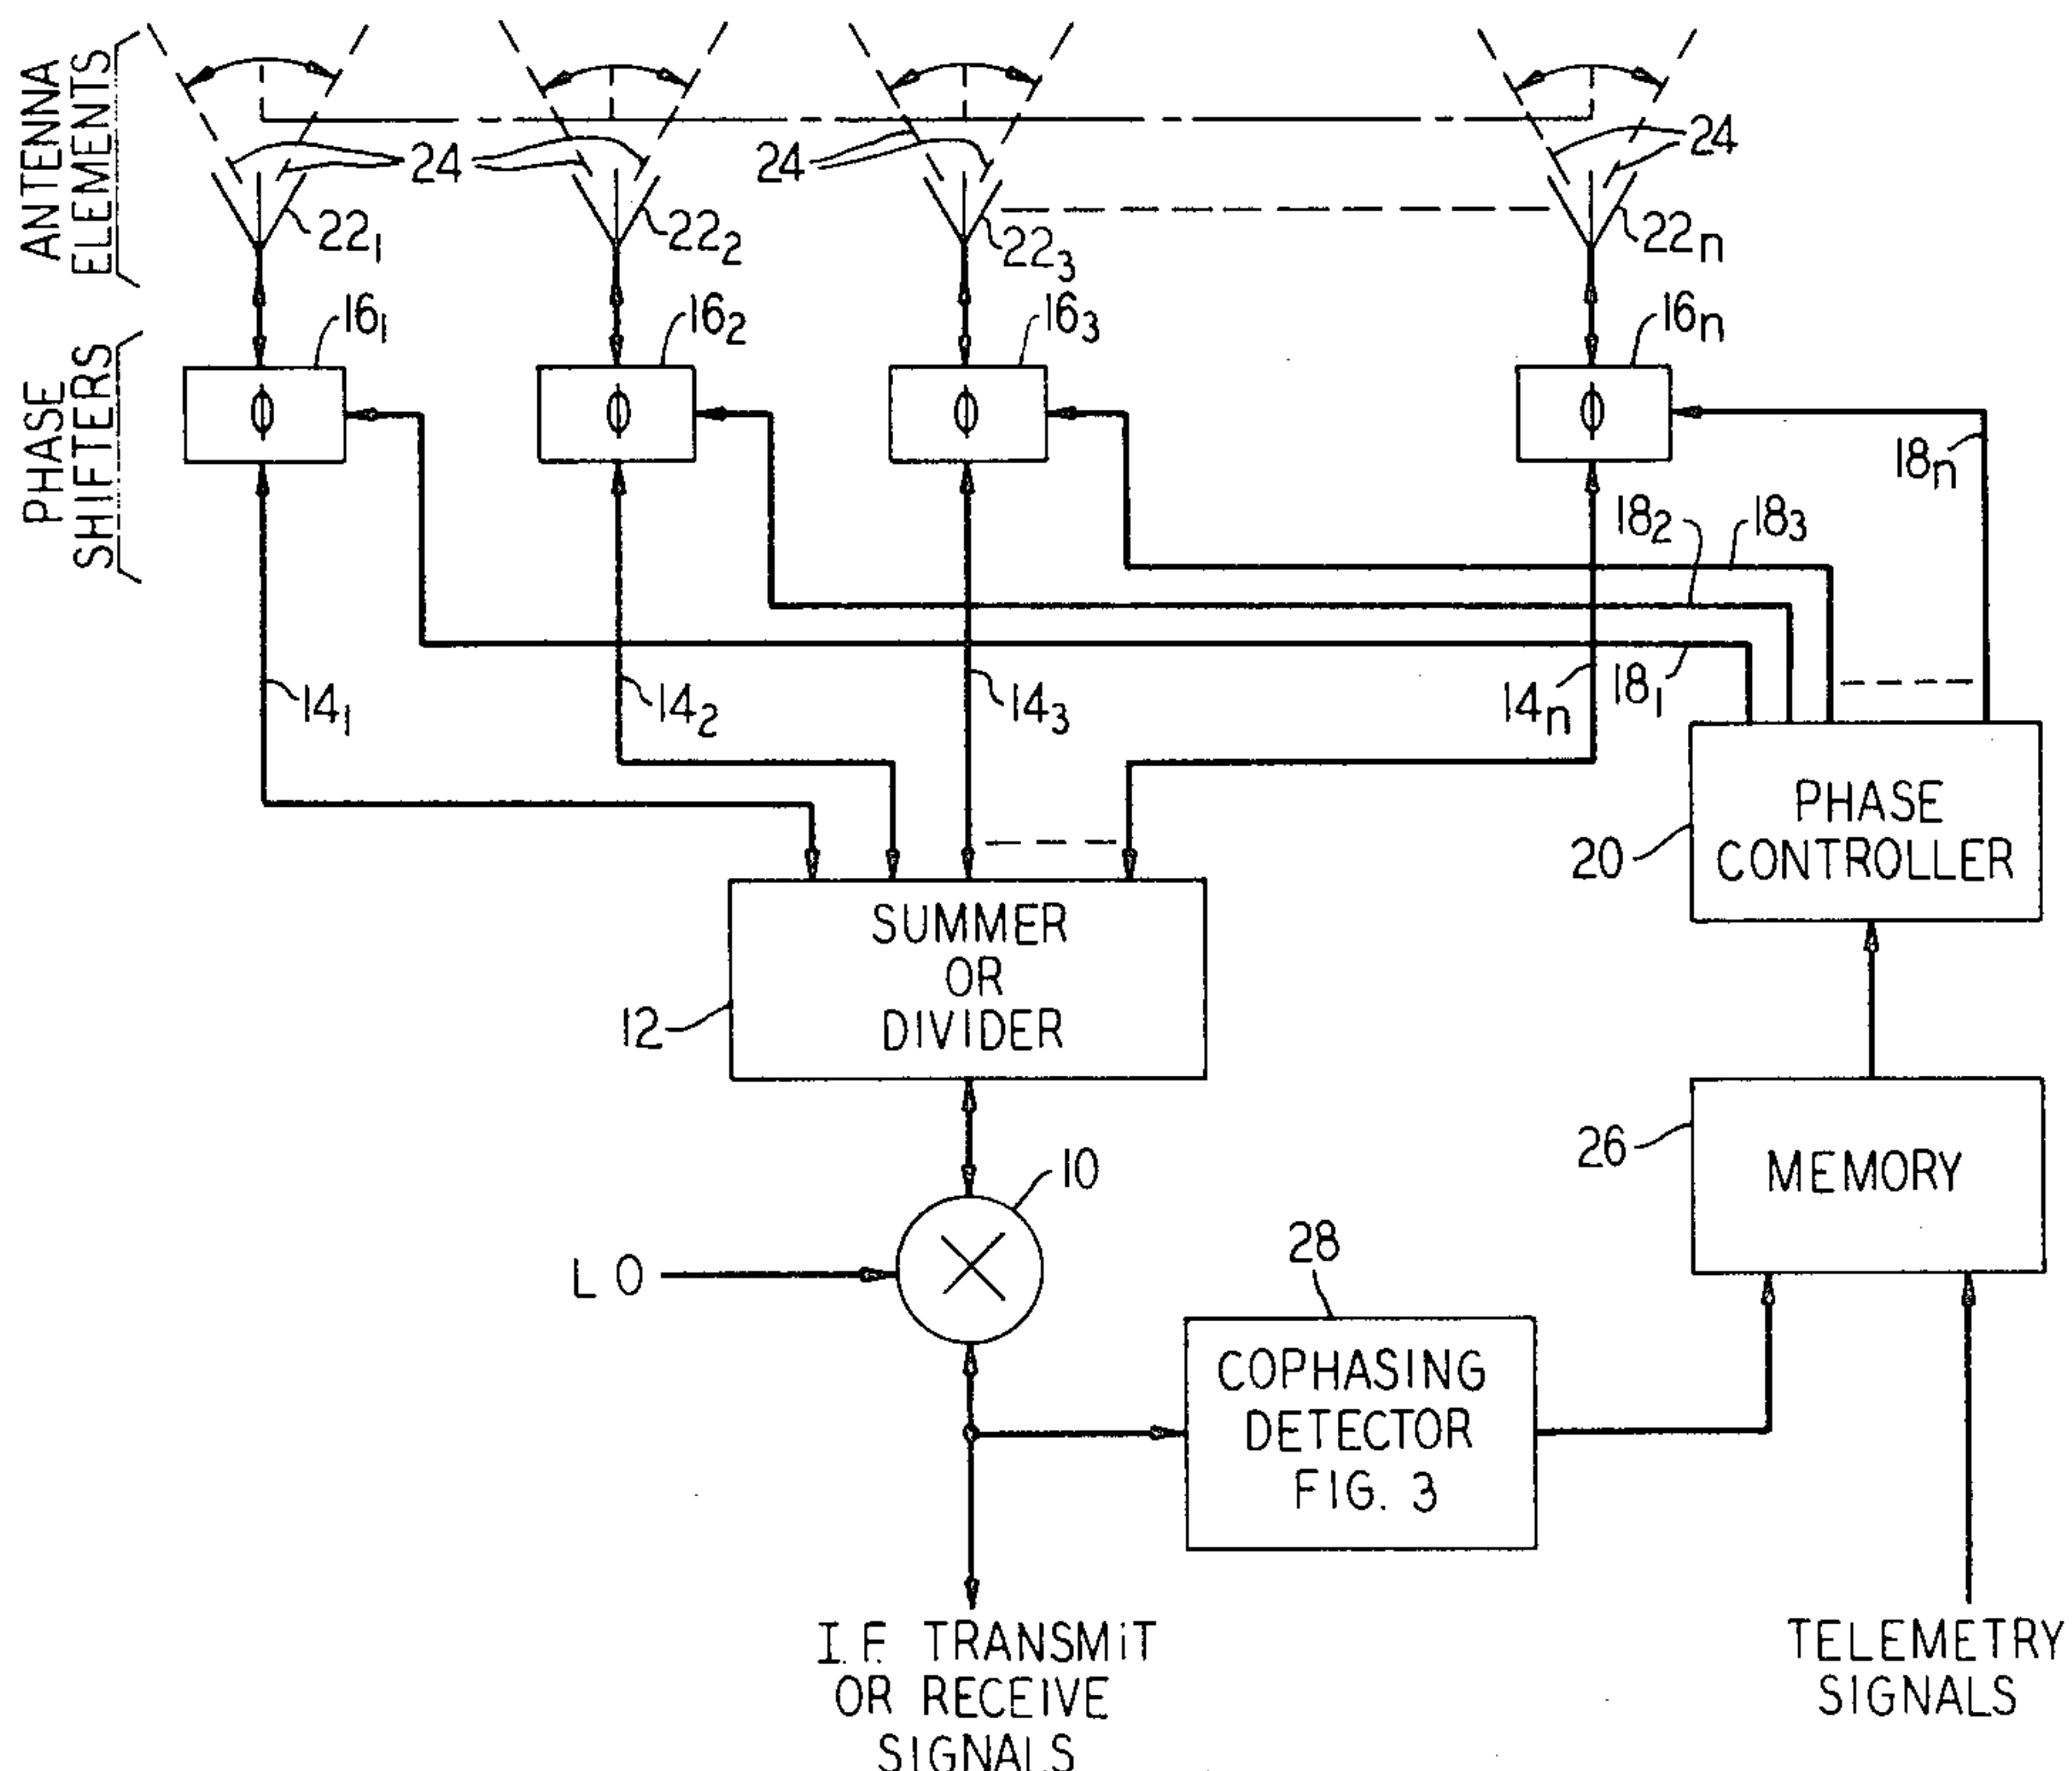 ANTENNA
ELEMENTS
24
24
24
22₁
22₂
22₃
22n
PHASE
SHIFTERS
16₁
16₂
16₃
16n
ϕ
ϕ
ϕ
ϕ
18n
18₂
18₃
14₁
14₂
14₃
14n
18₁
PHASE
CONTROLLER
20
SUMMER
OR
DIVIDER
12
26
MEMORY
10
LO
28
COPHASING
DETECTOR
FIG. 3
I.F. TRANSMiT
OR RECEIVE
SIGNALS
TELEMETRY
SIGNALS